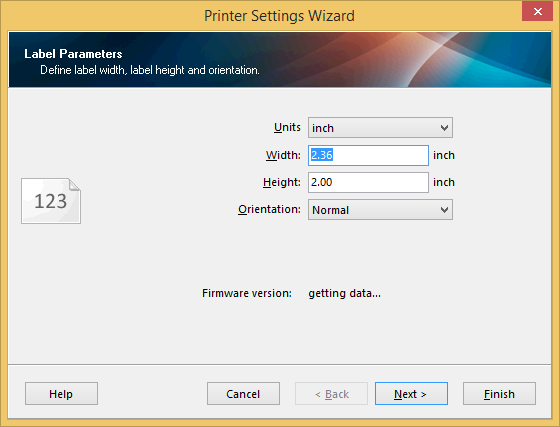 Printer Settings Wizard
Label Parameters
Define label width, label height and orientation.
Units inch
Width: 2.36 inch
Height: 2.00 inch
123
Orientation: Normal
Firmware version: getting data...
Help Cancel < Back Next > Finish